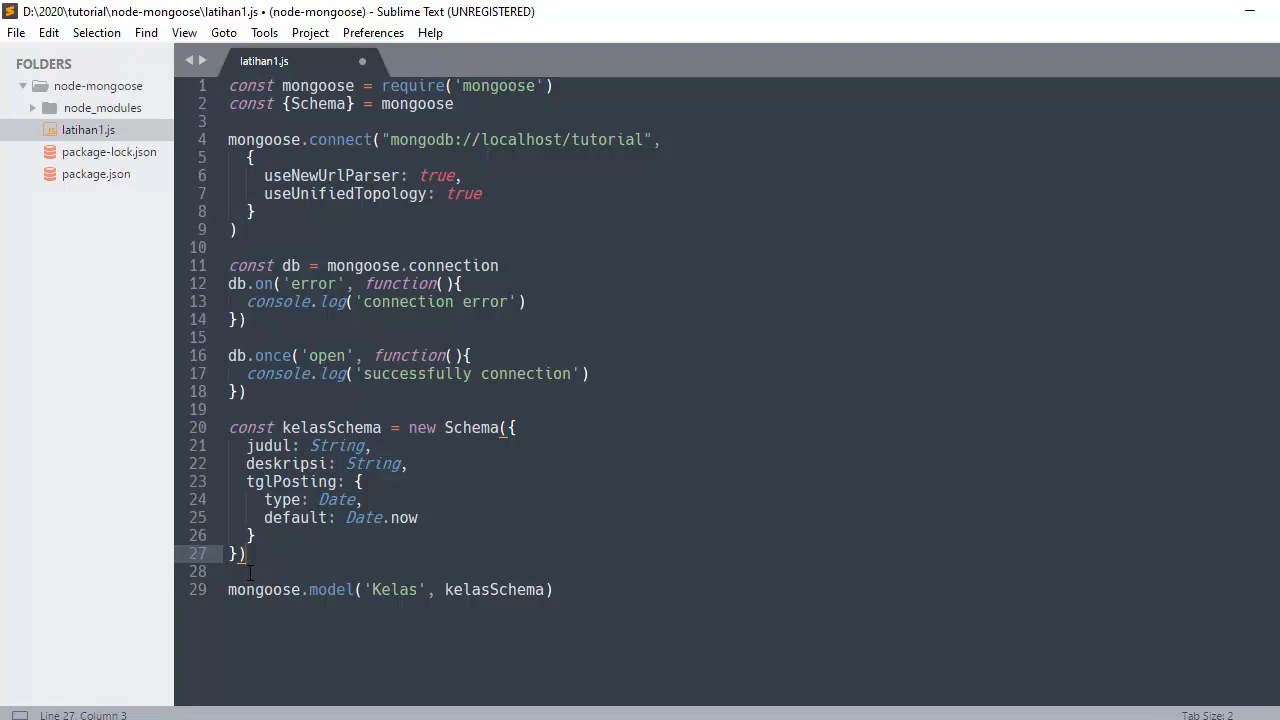 D:\2020\tutorial\node-mongoose\latihan1.js • (node-mongoose) - Sublime Text (UNREGISTERED)
File Edit Selection Find View Goto Tools Project Preferences Help
FOLDERS
node-mongoose
node_modules
latihan1.js
package-lock.json
package.json
latihan1.js
1 const mongoose = require('mongoose')
2 const {Schema} = mongoose
3
4 mongoose.connect("mongodb://localhost/tutorial",
5 {
6 useNewUrlParser: true,
7 useUnifiedTopology: true
8 }
9 )
10
11 const db = mongoose.connection
12 db.on('error', function(){
13 console.log('connection error')
14 })
15
16 db.once('open', function(){
17 console.log('successfully connection')
18 })
19
20 const kelasSchema = new Schema({
21 judul: String,
22 deskripsi: String,
23 tglPosting: {
24 type: Date,
25 default: Date.now
26 }
27 })
28
29 mongoose.model('Kelas', kelasSchema)
Line 27, Column 3
Tab Size: 2